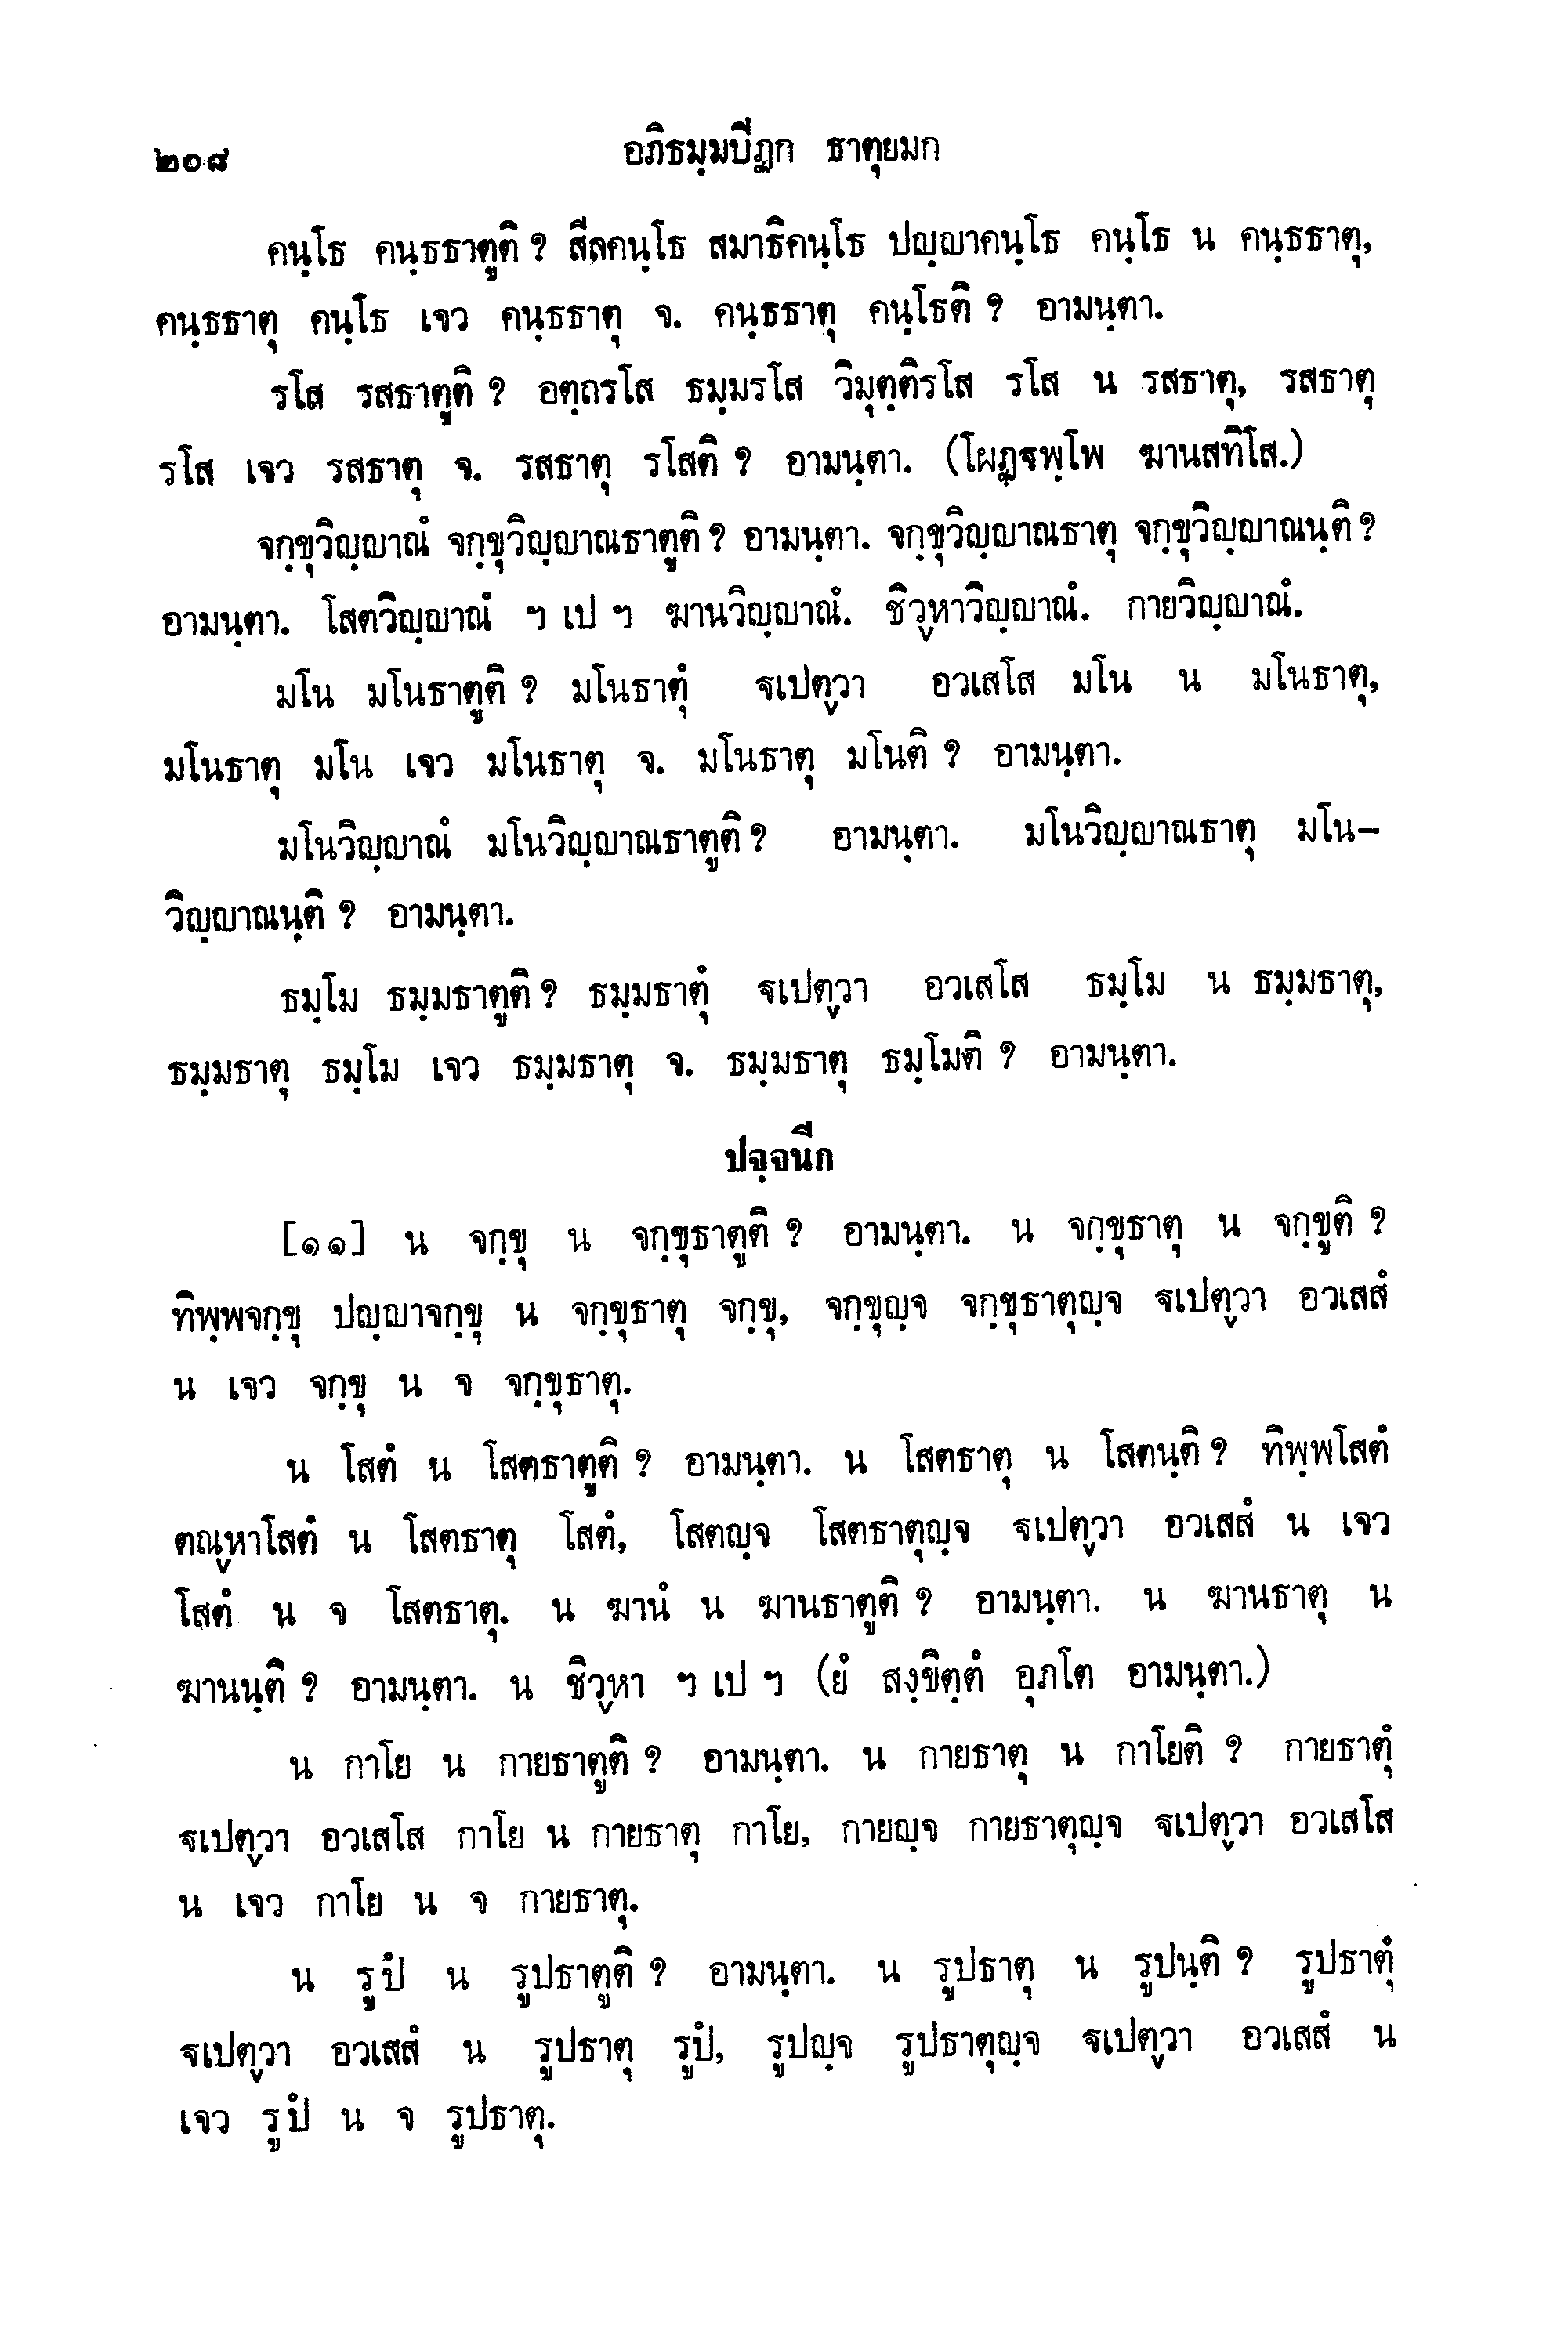 ๒๐๘ อภิธมฺมปีฏก ธาตุยมก
คนฺโธ คนฺธธาตูติ ? สีลคนฺโธ สมาธิคนฺโธ ปญฺญาคนฺโธ คนฺโธ น คนฺธธาตุ,
คนฺธธาตุ คนฺโธ เจว คนฺธธาตุ จ. คนฺธธาตุ คนฺโธติ ? อามนฺตา.
รโส รสธาตูติ ? อตฺถรโส ธมฺมรโส วิมุตฺติรโส รโส น รสธาตุ, รสธาตุ
รโส เจว รสธาตุ จ. รสธาตุ รโสติ ? อามนฺตา. (โผฏฺฐพฺโพ ฆานสทิโส.)
จกฺขุวิญฺญาณํ จกฺขุวิญฺญาณธาตูติ ? อามนฺตา. จกฺขุวิญฺญาณธาตุ จกฺขุวิญฺญาณนฺติ ?
อามนฺตา. โสตวิญฺญาณํ ฯ เป ฯ ฆานวิญฺญาณํ. ชิวฺหาวิญฺญาณํ. กายวิญฺญาณํ.
มโน มโนธาตูติ ? มโนธาตุํ ฐเปตฺวา อวเสโส มโน น มโนธาตุ,
มโนธาตุ มโน เจว มโนธาตุ จ. มโนธาตุ มโนติ ? อามนฺตา.
มโนวิญฺญาณํ มโนวิญฺญาณธาตูติ ? อามนฺตา. มโนวิญฺญาณธาตุ มโน-
วิญฺญาณนฺติ ? อามนฺตา.
ธมฺโม ธมฺมธาตูติ ? ธมฺมธาตุํ ฐเปตฺวา อวเสโส ธมฺโม น ธมฺมธาตุ,
ธมฺมธาตุ ธมฺโม เจว ธมฺมธาตุ จ. ธมฺมธาตุ ธมฺโมติ ? อามนฺตา.
ปจฺจนีก
[๑๑] น จกฺขุ น จกฺขุธาตูติ ? อามนฺตา. น จกฺขุธาตุ น จกฺขูติ ?
ทิพฺพจกฺขุ ปญฺญาจกฺขุ น จกฺขุธาตุ จกฺขุ, จกฺขุญฺจ จกฺขุธาตุญฺจ ฐเปตฺวา อวเสสํ
น เจว จกฺขุ น จ จกฺขุธาตุ.
น โสตํ น โสตธาตูติ ? อามนฺตา. น โสตธาตุ น โสตนฺติ ? ทิพฺพโสตํ
ตณฺหาโสตํ น โสตธาตุ โสตํ, โสตญฺจ โสตธาตุญฺจ ฐเปตฺวา อวเสสํ น เจว
โสตํ น จ โสตธาตุ. น ฆานํ น ฆานธาตูติ ? อามนฺตา. น ฆานธาตุ น
ฆานนฺติ ? อามนฺตา. น ชิวฺหา ฯ เป ฯ (ยํ สงฺขิตฺตํ อุภโต อามนฺตา.)
น กาโย น กายธาตูติ ? อามนฺตา. น กายธาตุ น กาโยติ ? กายธาตุํ
ฐเปตฺวา อวเสโส กาโย น กายธาตุ กาโย, กายญฺจ กายธาตุญฺจ ฐเปตฺวา อวเสโส
น เจว กาโย น จ กายธาตุ.
น รูปํ น รูปธาตูติ ? อามนฺตา. น รูปธาตุ น รูปนฺติ ? รูปธาตุํ
ฐเปตฺวา อวเสสํ น รูปธาตุ รูปํ, รูปญฺจ รูปธาตุญฺจ ฐเปตฺวา อวเสสํ น
เจว รูปํ น จ รูปธาตุ.